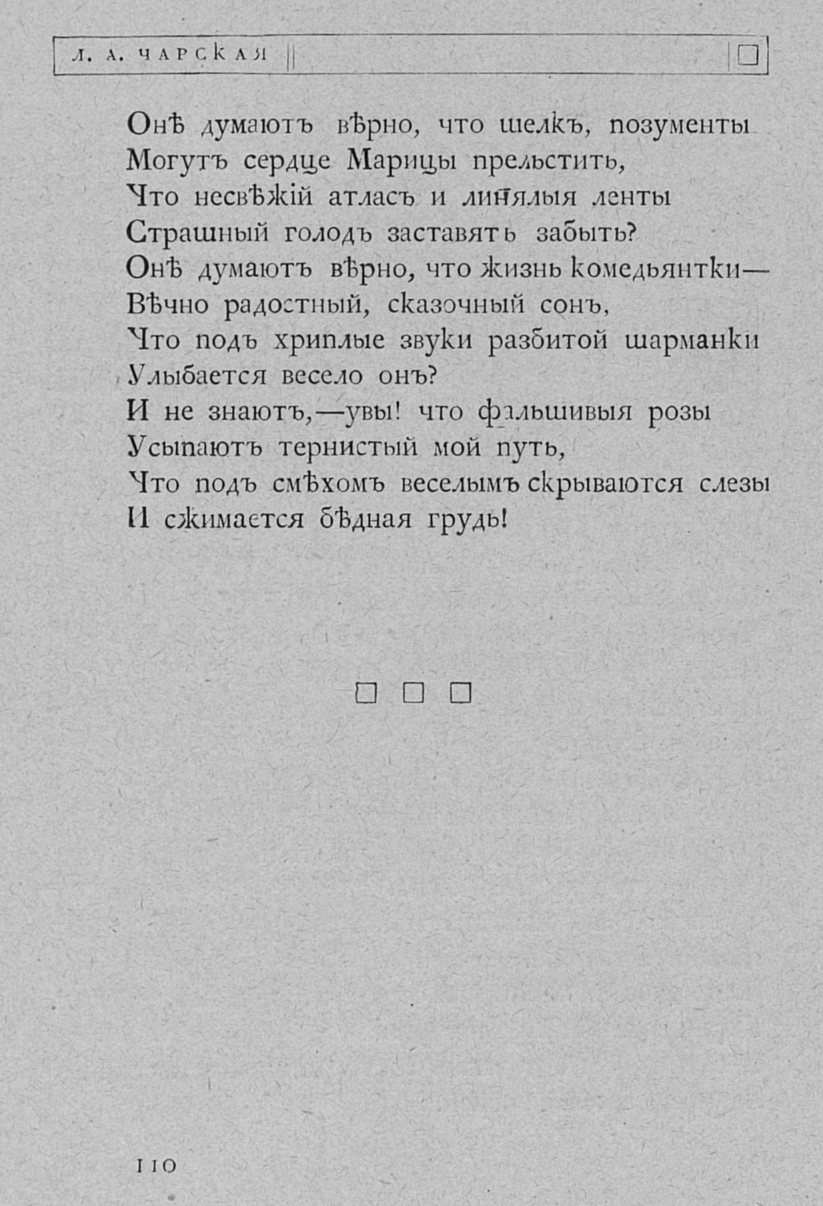 Л. А. ЧАРСКАЯ
Онѣ думаютъ вѣрно, что шелкъ, позументы
Могутъ сердце Марицы прельстить,
Что несвѣжій атласъ и линялыя ленты
Страшный голодъ заставятъ забыть?
Онѣ думаютъ вѣрно, что жизнь комедьянтки—
Вѣчно радостный, сказочный сонъ,
Что подъ хриплые звуки разбитой шарманки
Улыбается весело онъ?
И не знаютъ,—увы! что фальшивыя розы
Усыпаютъ тернистый мой путь,
Что подъ смѣхомъ веселымъ скрываются слезы
И сжимается бѣдная грудь!
110